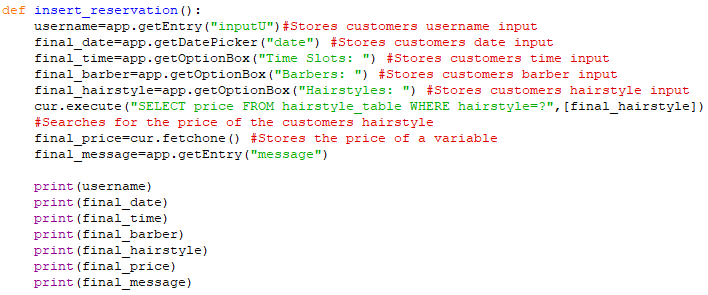 def insert_reservation():
    username=app.getEntry("inputU")#Stores customers username input
    final_date=app.getDatePicker("date") #Stores customers date input
    final_time=app.getOptionBox("Time Slots: ") #Stores customers time input
    final_barber=app.getOptionBox("Barbers: ") #Stores customers barber input
    final_hairstyle=app.getOptionBox("Hairstyles: ") #Stores customers hairstyle input
    cur.execute("SELECT price FROM hairstyle_table WHERE hairstyle=?",[final_hairstyle])
    #Searches for the price of the customers hairstyle
    final_price=cur.fetchone() #Stores the price of a variable
    final_message=app.getEntry("message")

    print(username)
    print(final_date)
    print(final_time)
    print(final_barber)
    print(final_hairstyle)
    print(final_price)
    print(final_message)